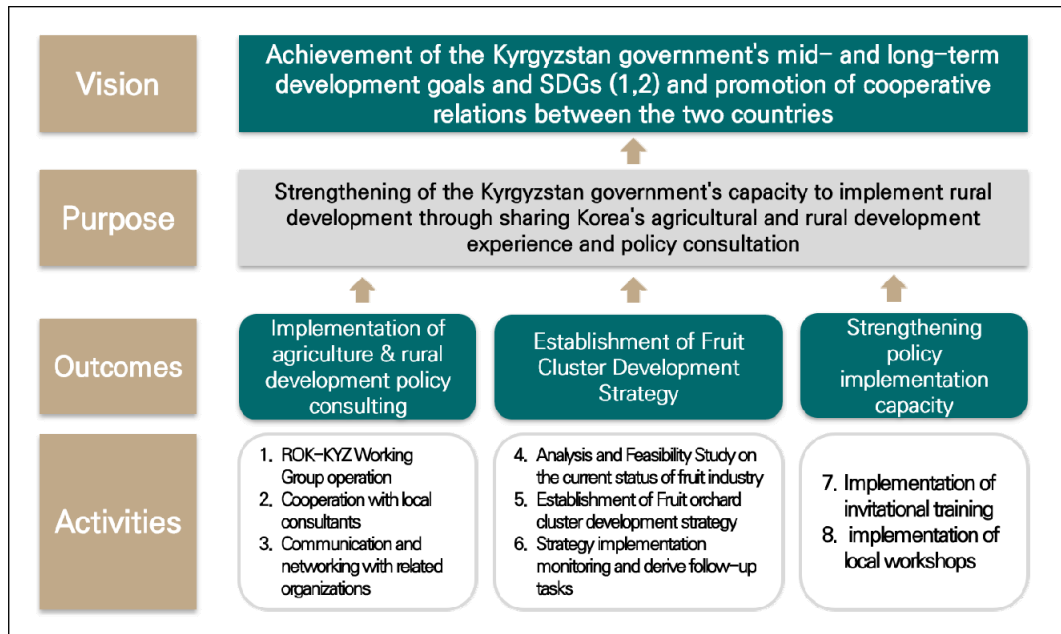 Vision
Achievement of the Kyrgyzstan government's mid- and long-term
development goals and SDGs (1,2) and promotion of cooperative
relations between the two countries
Purpose
Strengthening of the Kyrgyzstan government's capacity to implement rural
development through sharing Korea's agricultural and rural development
experience and policy consultation
Outcomes
Implementation of
agriculture & rural
development policy
consulting
Establishment of Fruit
Cluster Development
Strategy
Strengthening
policy
implementation
capacity
Activities
1. ROK-KYZ Working
Group operation
2. Cooperation with local
consultants
3. Communication and
networking with related
organizations
4. Analysis and Feasibility Study on
the current status of fruit industry
5. Establishment of Fruit orchard
cluster development strategy
6. Strategy implementation
monitoring and derive follow-up
tasks
7. Implementation of
invitational training
8. implementation of
local workshops